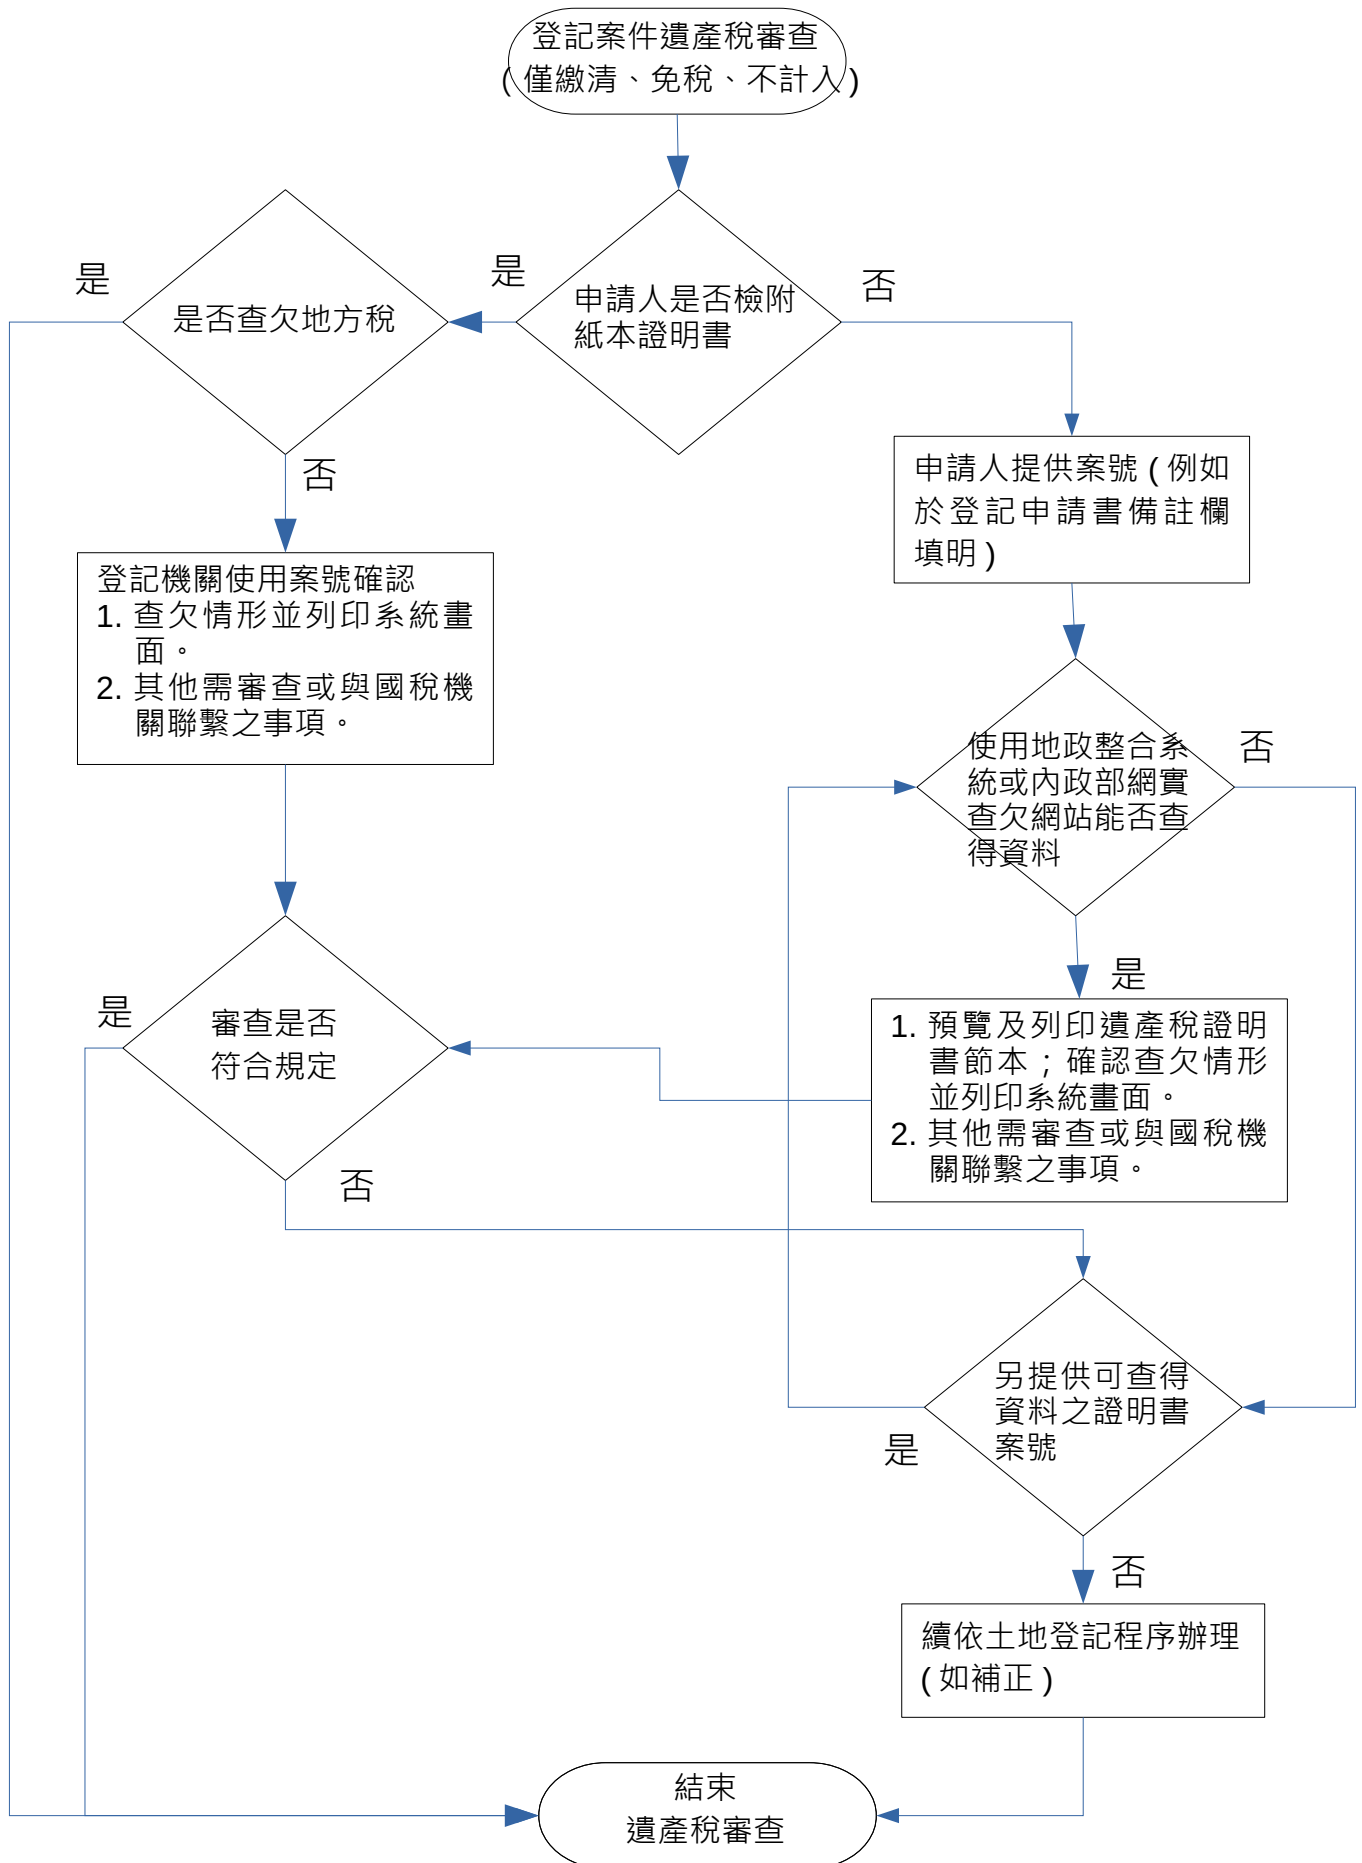 登記案件遺產稅審查
(僅繳清、免稅、不計入)
是
是否查欠地方稅
是
申請人是否檢附
紙本證明書
否
否
申請人提供案號(例如
於登記申請書備註欄
填明)
登記機關使用案號確認
1. 查欠情形並列印系統畫
面。
2. 其他需審查或與國稅機
關聯繫之事項。
使用地政整合系
統或內政部網實
查欠網站能否查
得資料
否
是
是
審查是否
符合規定
1. 預覽及列印遺產稅證明
書節本；確認查欠情形
並列印系統畫面。
2. 其他需審查或與國稅機
關聯繫之事項。
否
另提供可查得
資料之證明書
案號
是
否
續依土地登記程序辦理
(如補正)
結束
遺產稅審查